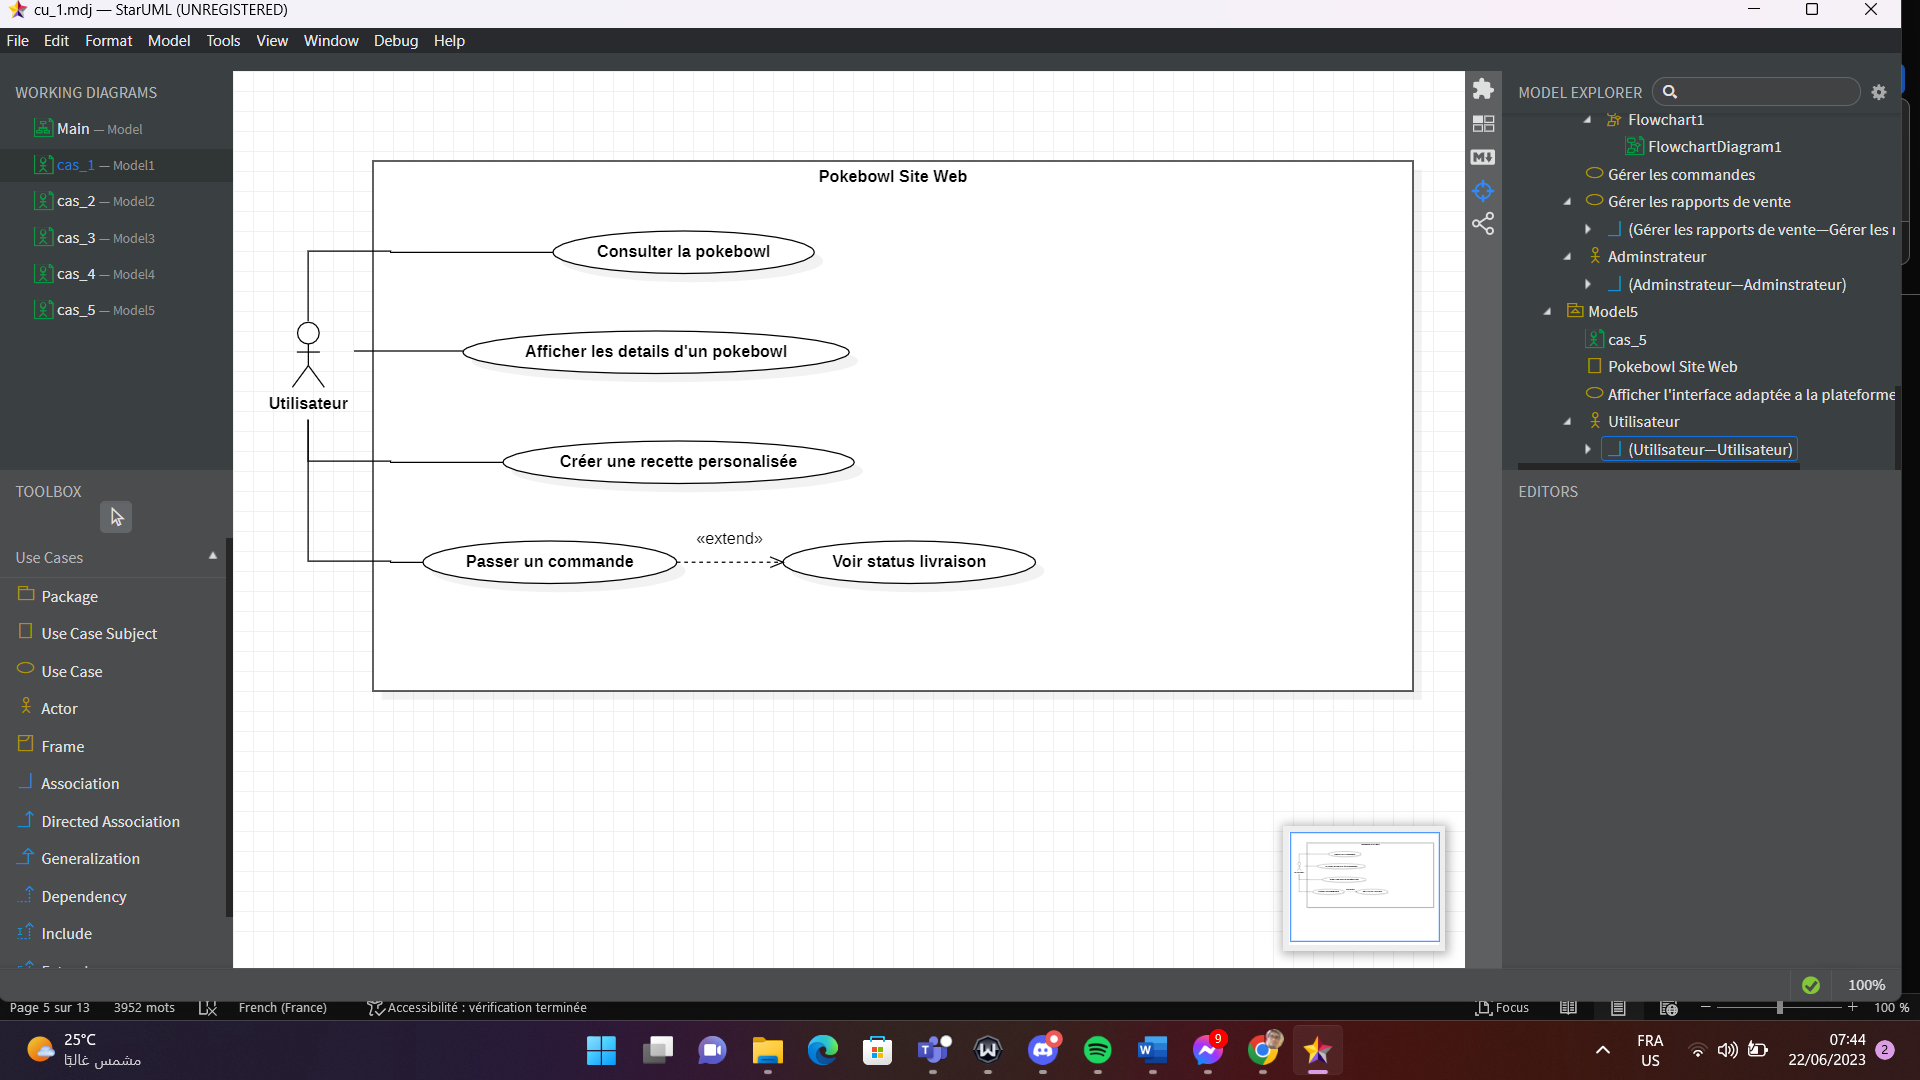 cu_1.mdj — StarUML (UNREGISTERED)
File Edit Format Model Tools View Window Debug Help
WORKING DIAGRAMS
Main — Model
cas_1 — Model1
cas_2 — Model2
cas_3 — Model3
cas_4 — Model4
cas_5 — Model5
TOOLBOX
Use Cases
Package
Use Case Subject
Use Case
Actor
Frame
Association
Directed Association
Generalization
Dependency
Include
Pokebowl Site Web
Consulter la pokebowl
Afficher les details d'un pokebowl
Utilisateur
Créer une recette personalisée
«extend»
Passer un commande
Voir status livraison
MODEL EXPLORER
Flowchart1
FlowchartDiagram1
Gérer les commandes
Gérer les rapports de vente
(Gérer les rapports de vente—Gérer les r
Adminstrateur
(Adminstrateur—Adminstrateur)
Model5
cas_5
Pokebowl Site Web
Afficher l'interface adaptée a la plateforme
Utilisateur
(Utilisateur—Utilisateur)
EDITORS
100%
Page 5 sur 13 3952 mots French (France) Accessibilité : vérification terminée Focus 100 %
25°C
مشمس غالبًا
9
FRA
US
07:44
22/06/2023
2